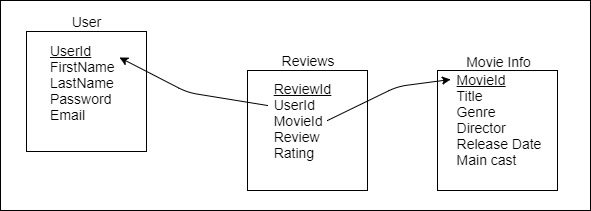 User
UserId
FirstName
LastName
Password
Email
Reviews
ReviewId
UserId
MovieId
Review
Rating
Movie Info
MovieId
Title
Genre
Director
Release Date
Main cast